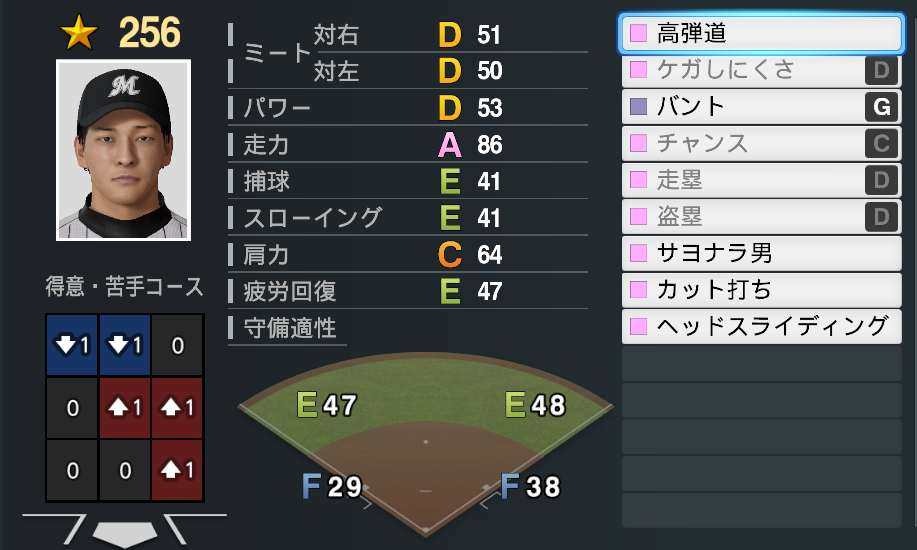 256
M
得意・苦手コース
1 1 0
0 1 1
0 0 1
ミート 対右 D 51
対左 D 50
パワー D 53
走力 A 86
捕球 E 41
スローイング E 41
肩力 C 64
疲労回復 E 47
守備適性
E 47 E 48
F 29 F 38
高弾道
ケガしにくさ D
バント G
チャンス C
走塁 D
盗塁 D
サヨナラ男
カット打ち
ヘッドスライディング